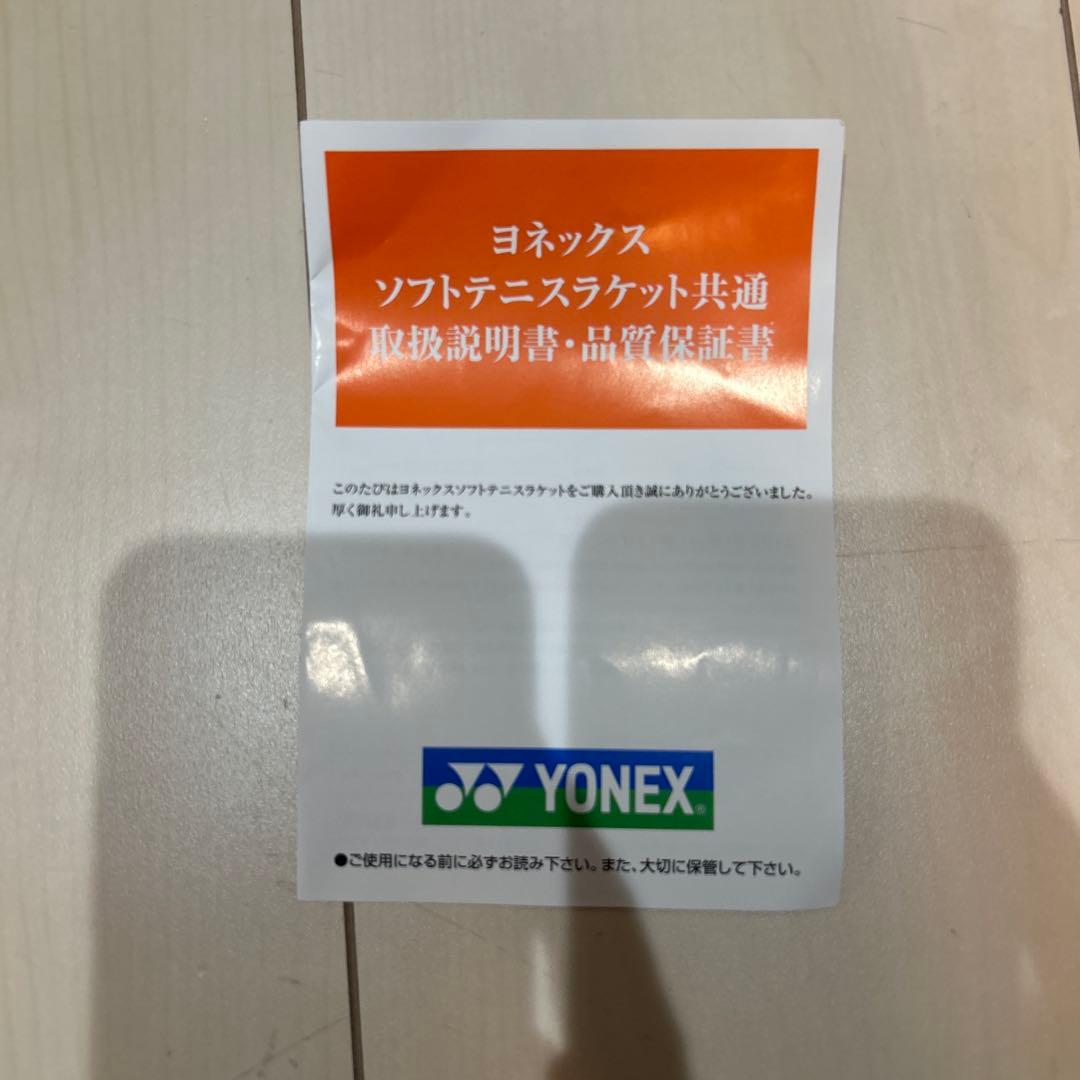 ヨネックス
ソフトテニスラケット共通
取扱説明書・品質保証書
このたびはヨネックスソフトテニスラケットをご購入頂き誠にありがとうございました。
厚く御礼申し上げます。
YONEX®
●ご使用になる前に必ずお読み下さい。また、大切に保管して下さい。